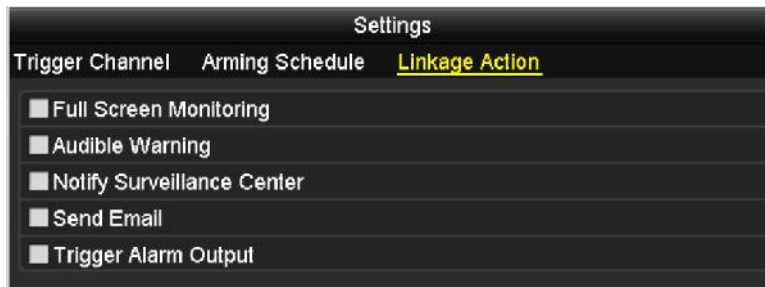 Settings
Trigger Channel Arming Schedule Linkage Action
Full Screen Monitoring
Audible Warning
Notify Surveillance Center
Send Email
Trigger Alarm Output